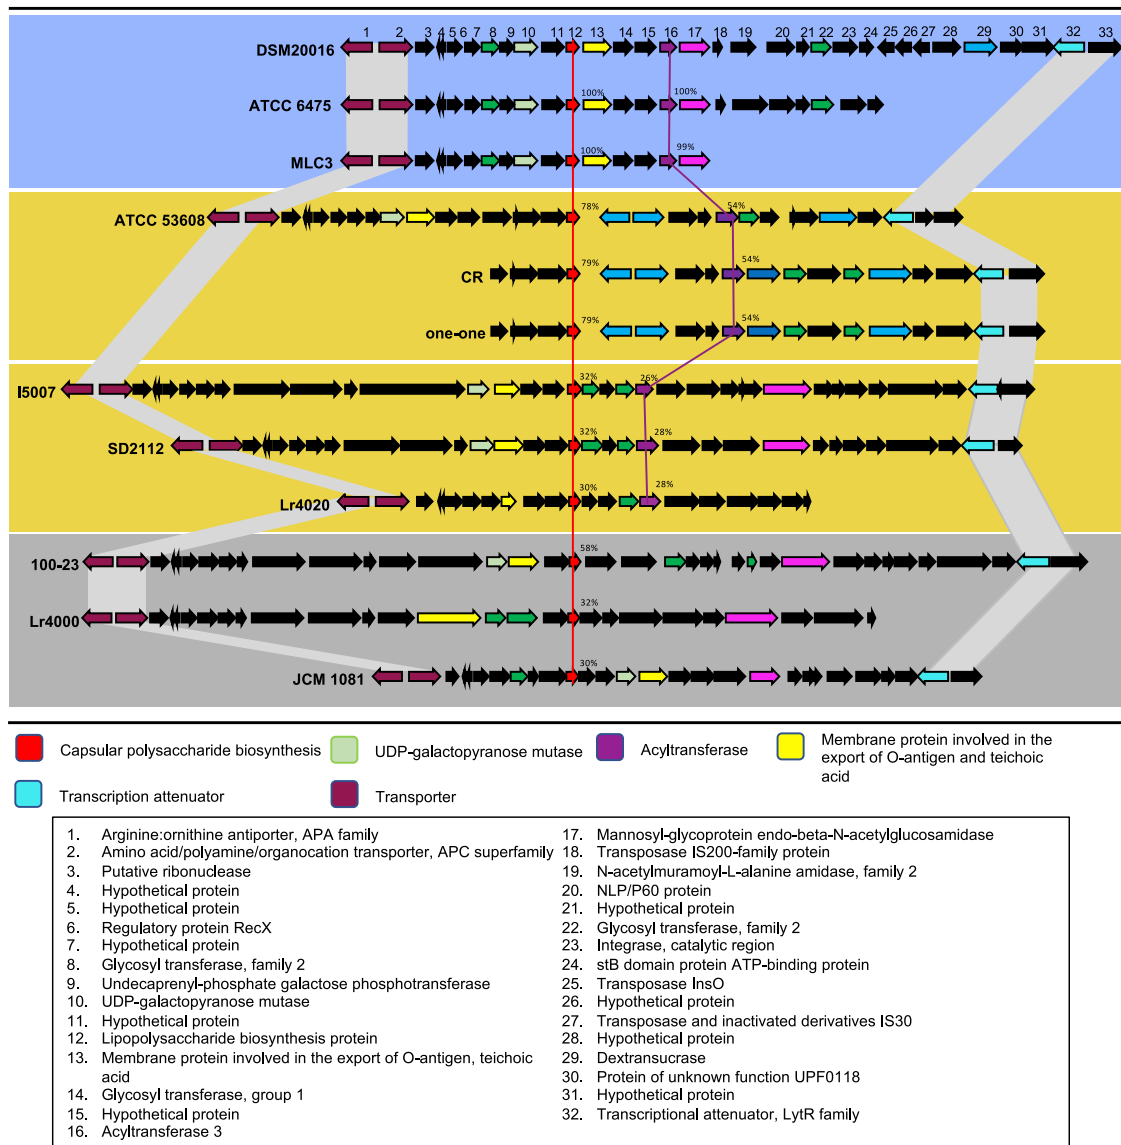 1 2 3 4 5 6 7 8 9 10 11 12 13 14 15 16 17 18 19 20 21 22 23 24 25 26 27 28 29 30 31 32 33
DSM20016
ATCC 6475 100% 100%
MLC3 100% 99%
ATCC 53608 78% 54%
CR 79% 54%
one-one 79% 54%
I5007 32% 26%
SD2112 32% 28%
Lr4020 30% 28%
100-23 58%
Lr4000 32%
JCM 1081 30%
Capsular polysaccharide biosynthesis
UDP-galactopyranose mutase
Acyltransferase
Membrane protein involved in the
export of O-antigen and teichoic
acid
Transcription attenuator
Transporter
1. Arginine:ornithine antiporter, APA family
2. Amino acid/polyamine/organocation transporter, APC superfamily
3. Putative ribonuclease
4. Hypothetical protein
5. Hypothetical protein
6. Regulatory protein RecX
7. Hypothetical protein
8. Glycosyl transferase, family 2
9. Undecaprenyl-phosphate galactose phosphotransferase
10. UDP-galactopyranose mutase
11. Hypothetical protein
12. Lipopolysaccharide biosynthesis protein
13. Membrane protein involved in the export of O-antigen, teichoic
acid
14. Glycosyl transferase, group 1
15. Hypothetical protein
16. Acyltransferase 3
17. Mannosyl-glycoprotein endo-beta-N-acetylglucosamidase
18. Transposase IS200-family protein
19. N-acetylmuramoyl-L-alanine amidase, family 2
20. NLP/P60 protein
21. Hypothetical protein
22. Glycosyl transferase, family 2
23. Integrase, catalytic region
24. stB domain protein ATP-binding protein
25. Transposase InsO
26. Hypothetical protein
27. Transposase and inactivated derivatives IS30
28. Hypothetical protein
29. Dextransucrase
30. Protein of unknown function UPF0118
31. Hypothetical protein
32. Transcriptional attenuator, LytR family